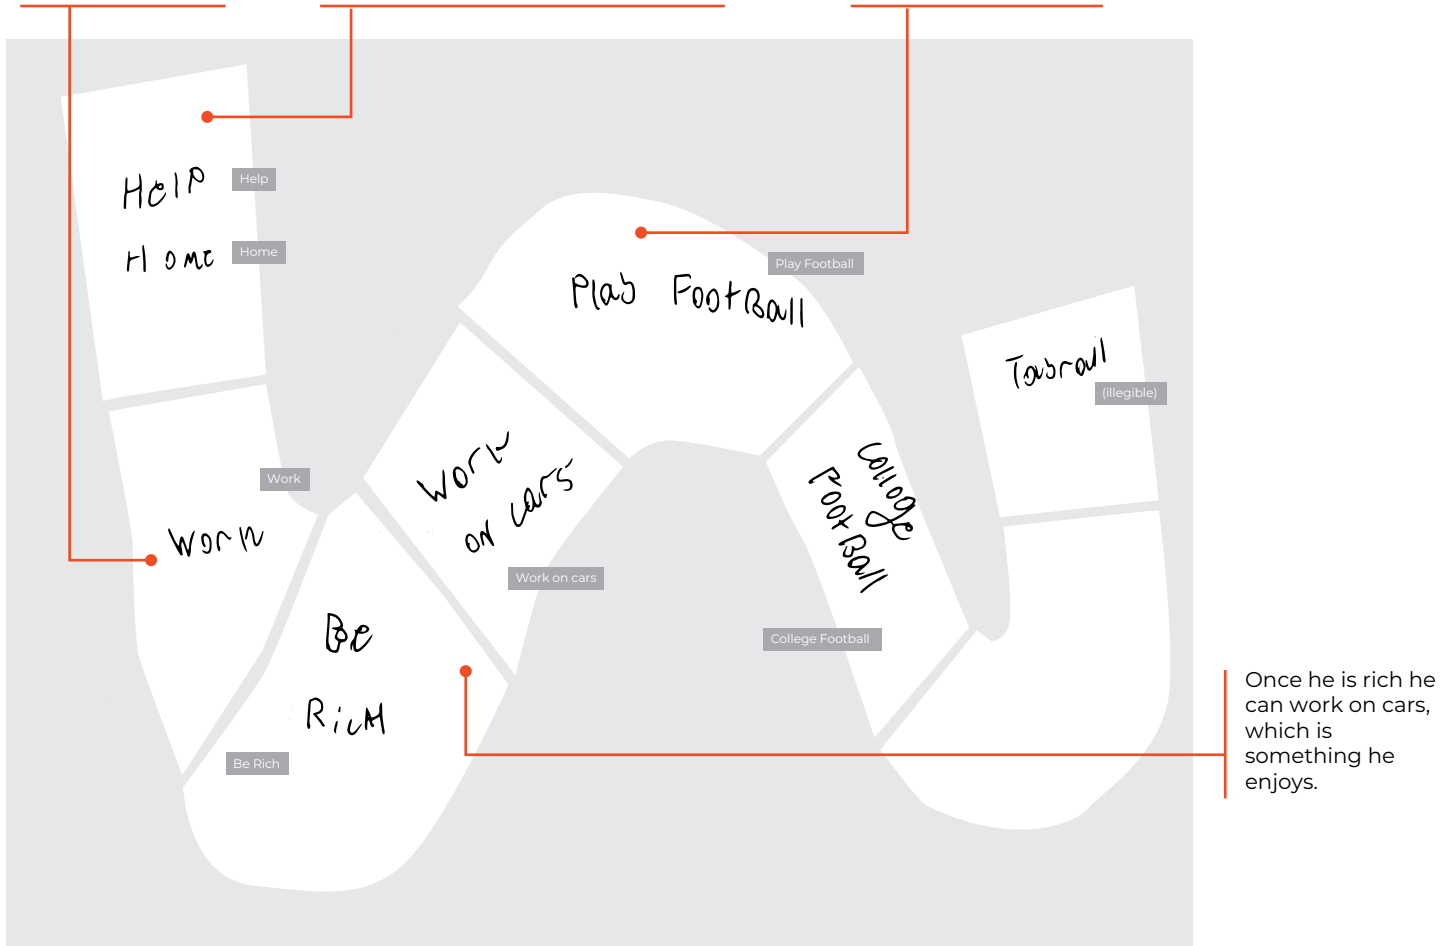 Help
Help
Home
Home
Play Football
Play FootBall
(illegible)
Work
Work
Work
on cars
Work on cars
College
FootBall
College Football
Be
Rich
Be Rich
Once he is rich he
can work on cars,
which is
something he
enjoys.